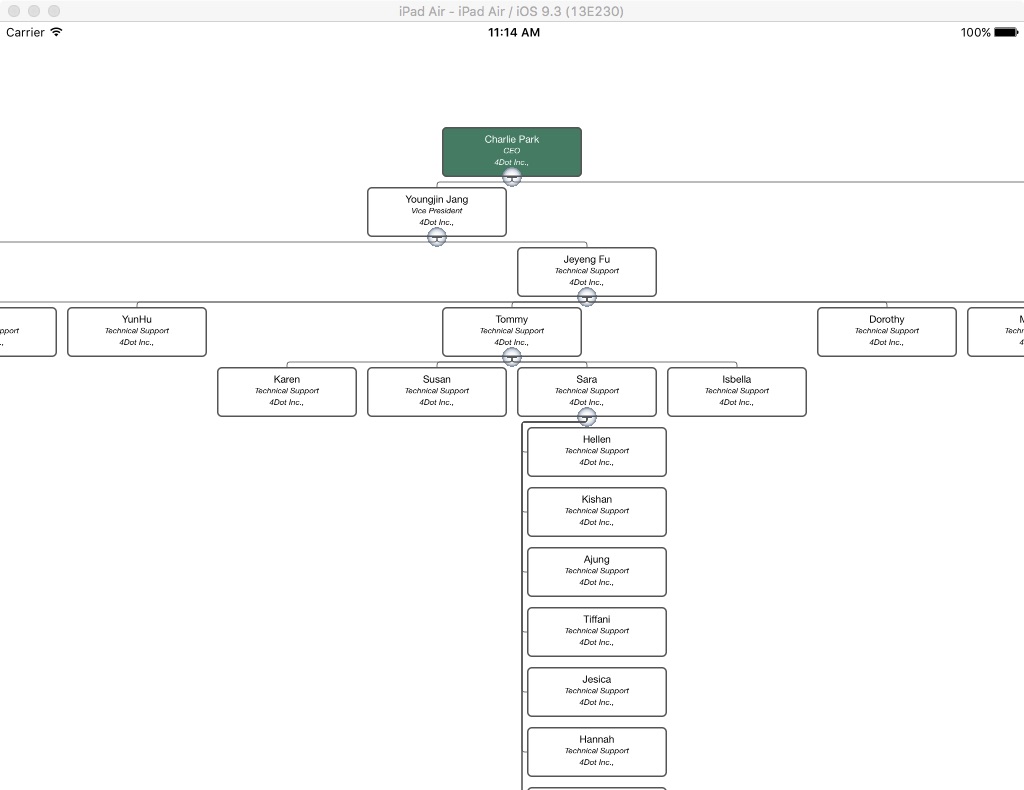 iPad Air - iPad Air / iOS 9.3 (13E230)
Carrier 11:14 AM 100%
Charlie Park
CEO
4Dot Inc.,
Youngjin Jang
Vice President
4Dot Inc.,
Jeyeng Fu
Technical Support
4Dot Inc.,
YunHu
Technical Support
4Dot Inc.,
Tommy
Technical Support
4Dot Inc.,
Dorothy
Technical Support
4Dot Inc.,
Karen
Technical Support
4Dot Inc.,
Susan
Technical Support
4Dot Inc.,
Sara
Technical Support
4Dot Inc.,
Isbella
Technical Support
4Dot Inc.,
Hellen
Technical Support
4Dot Inc.,
Kishan
Technical Support
4Dot Inc.,
Ajung
Technical Support
4Dot Inc.,
Tiffani
Technical Support
4Dot Inc.,
Jesica
Technical Support
4Dot Inc.,
Hannah
Technical Support
4Dot Inc.,